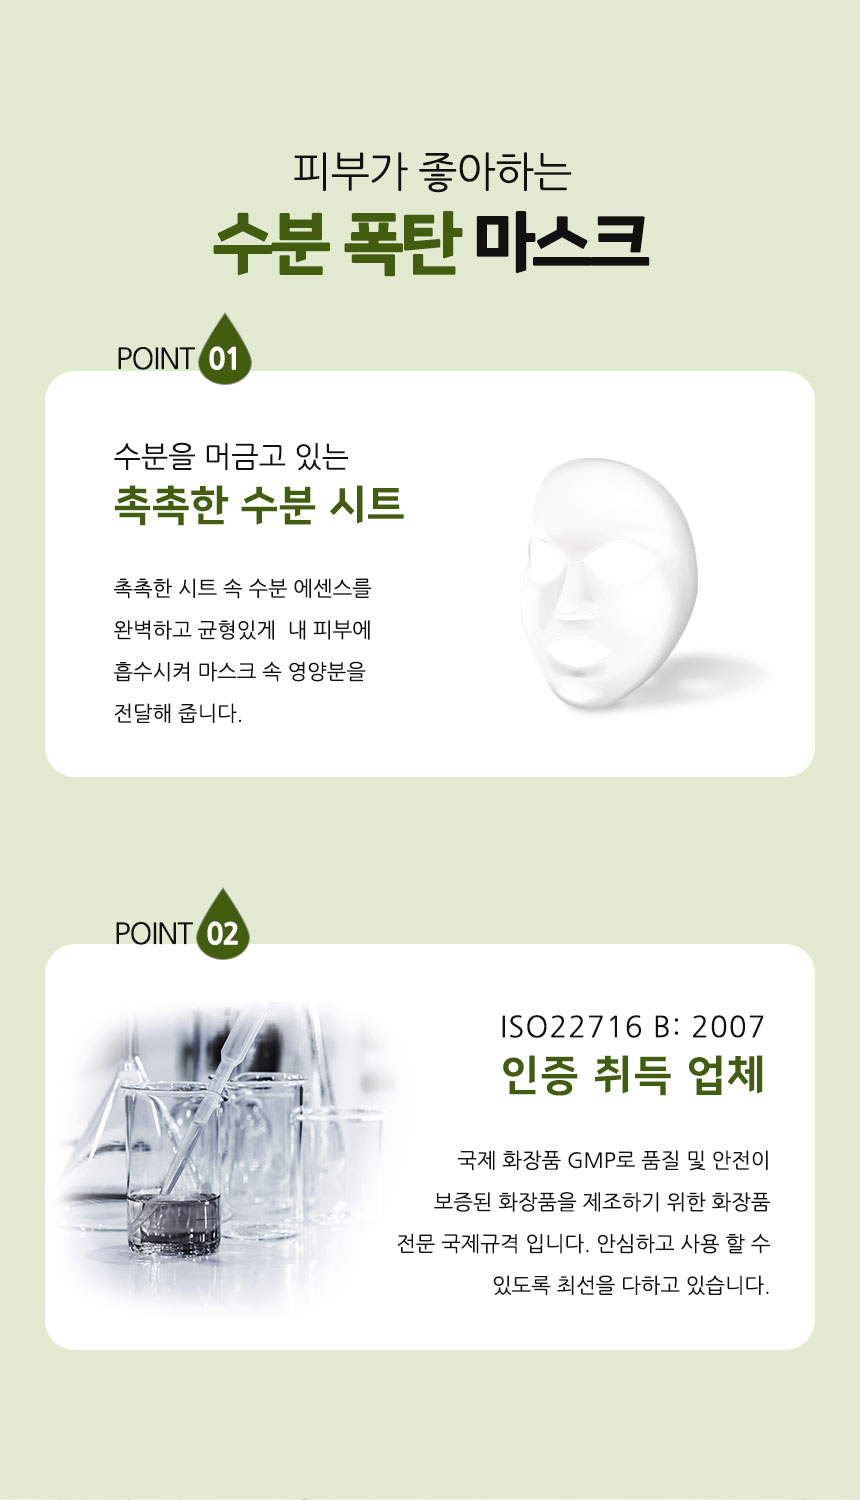 피부가 좋아하는
수분 폭탄 마스크
POINT 01
수분을 머금고 있는
촉촉한 수분 시트
촉촉한 시트 속 수분 에센스를
완벽하고 균형있게 내 피부에
흡수시켜 마스크 속 영양분을
전달해 줍니다.
POINT 02
ISO22716 B: 2007
인증 취득 업체
국제 화장품 GMP로 품질 및 안전이
보증된 화장품을 제조하기 위한 화장품
전문 국제규격 입니다. 안심하고 사용 할 수
있도록 최선을 다하고 있습니다.